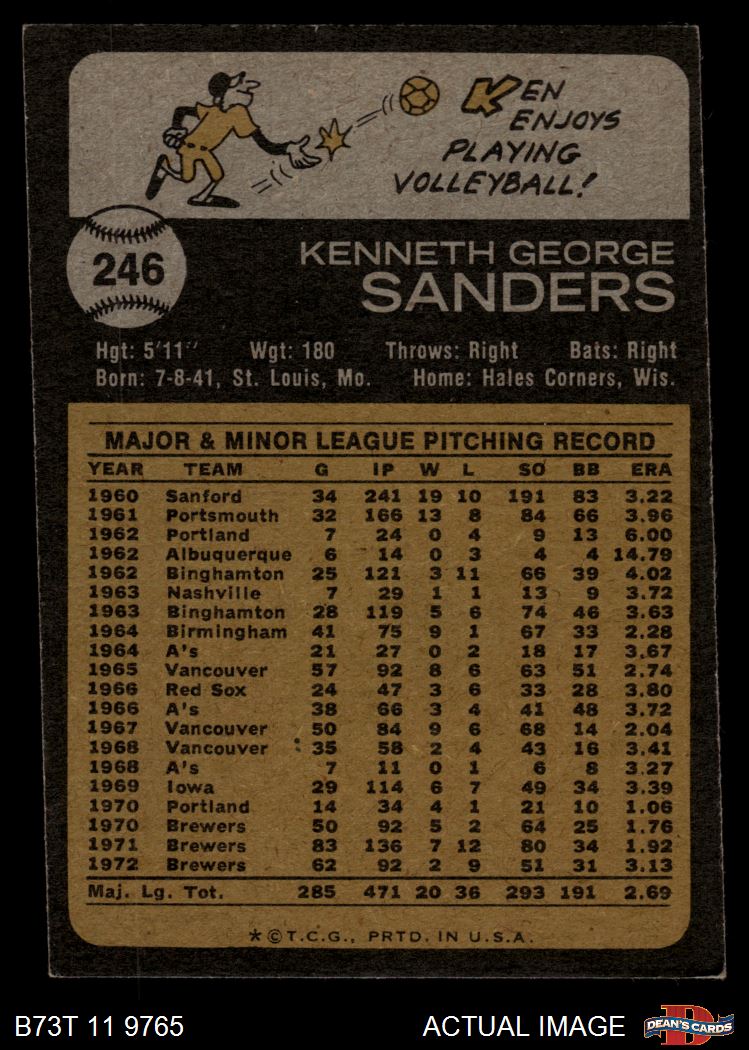 KEN
ENJOYS
PLAYING
VOLLEYBALL!
246
KENNETH GEORGE
SANDERS
Hgt: 5'11" Wgt: 180 Throws: Right Bats: Right
Born: 7-8-41, St. Louis, Mo. Home: Hales Corners, Wis.
MAJOR & MINOR LEAGUE PITCHING RECORD
YEAR TEAM G IP W L SO BB ERA
1960 Sanford 34 241 19 10 191 83 3.22
1961 Portsmouth 32 166 13 8 84 66 3.96
1962 Portland 7 24 0 4 9 13 6.00
1962 Albuquerque 6 14 0 3 4 4 14.79
1962 Binghamton 25 121 3 11 66 39 4.02
1963 Nashville 7 29 1 1 13 9 3.72
1963 Binghamton 28 119 5 6 74 46 3.63
1964 Birmingham 41 75 9 1 67 33 2.28
1964 A's 21 27 0 2 18 17 3.67
1965 Vancouver 57 92 8 6 63 51 2.74
1966 Red Sox 24 47 3 6 33 28 3.80
1966 A's 38 66 3 4 41 48 3.72
1967 Vancouver 50 84 9 6 68 14 2.04
1968 Vancouver 35 58 2 4 43 16 3.41
1968 A's 7 11 0 1 6 8 3.27
1969 Iowa 29 114 6 7 49 34 3.39
1970 Portland 14 34 4 1 21 10 1.06
1970 Brewers 50 92 5 2 64 25 1.76
1971 Brewers 83 136 7 12 80 34 1.92
1972 Brewers 62 92 2 9 51 31 3.13
Maj. Lg. Tot. 285 471 20 36 293 191 2.69
*©T.C.G., PRTD. IN U.S.A.
B73T 11 9765 ACTUAL IMAGE DEAN'S CARDS